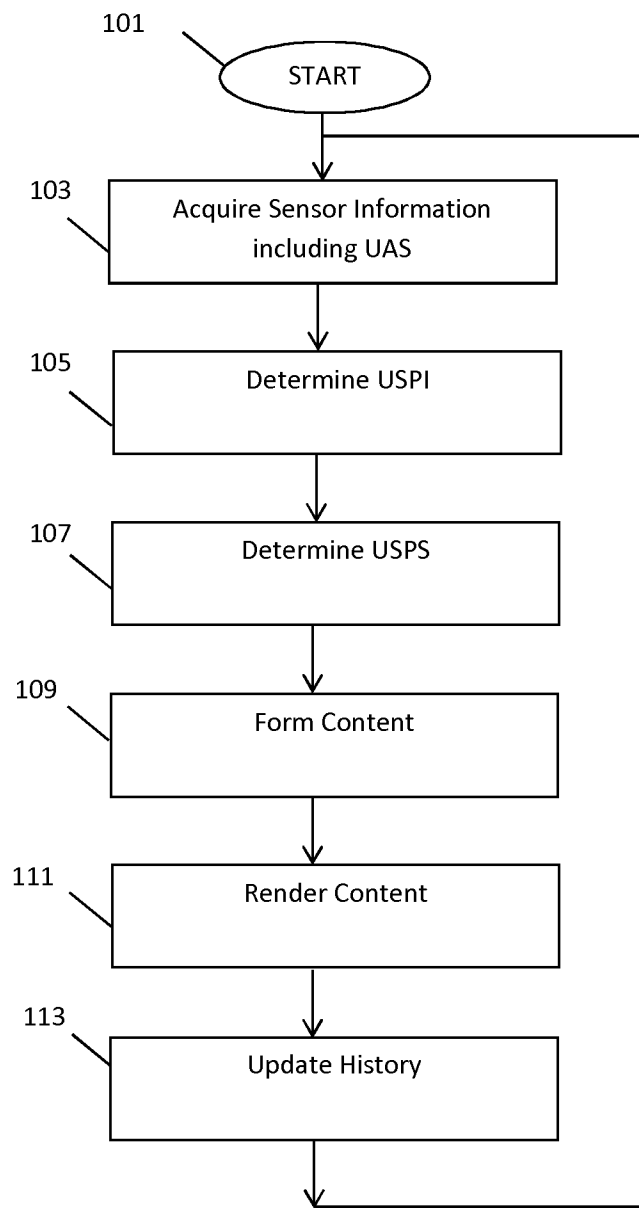 101
START
103
Acquire Sensor Information
including UAS
105
Determine USPI
107
Determine USPS
109
Form Content
111
Render Content
113
Update History